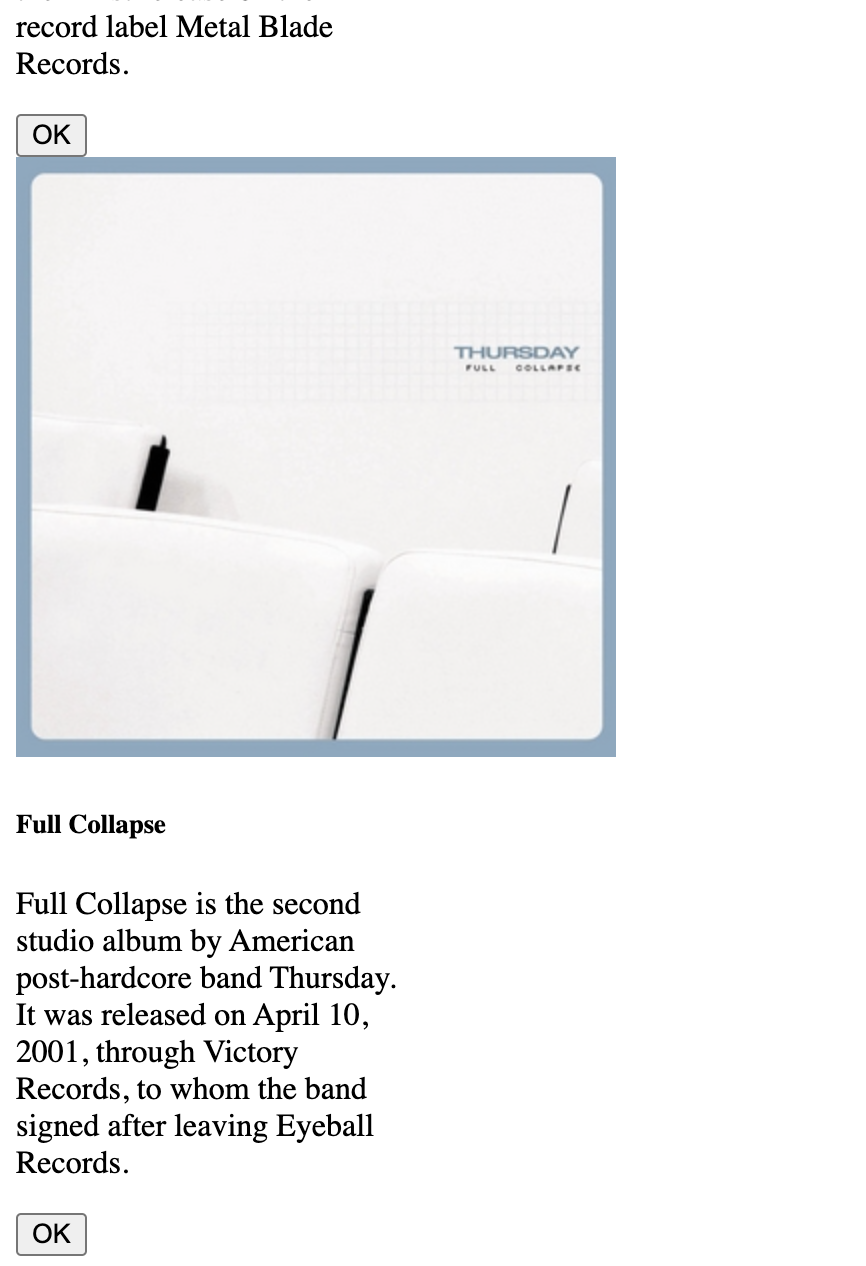 record label Metal Blade
Records.
OK
THURSDAY
FULL COLLAPSE
Full Collapse
Full Collapse is the second
studio album by American
post-hardcore band Thursday.
It was released on April 10,
2001, through Victory
Records, to whom the band
signed after leaving Eyeball
Records.
OK